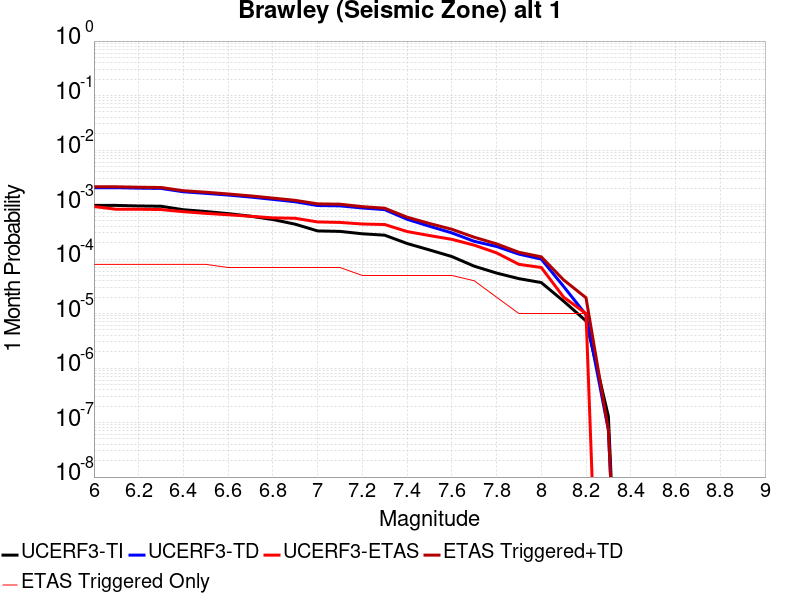 Brawley (Seismic Zone) alt 1
10^0
10^-1
10^-2
10^-3
10^-4
10^-5
10^-6
10^-7
10^-8
1 Month Probability
6 6.2 6.4 6.6 6.8 7 7.2 7.4 7.6 7.8 8 8.2 8.4 8.6 8.8 9
Magnitude
UCERF3-TI UCERF3-TD UCERF3-ETAS ETAS Triggered+TD
ETAS Triggered Only